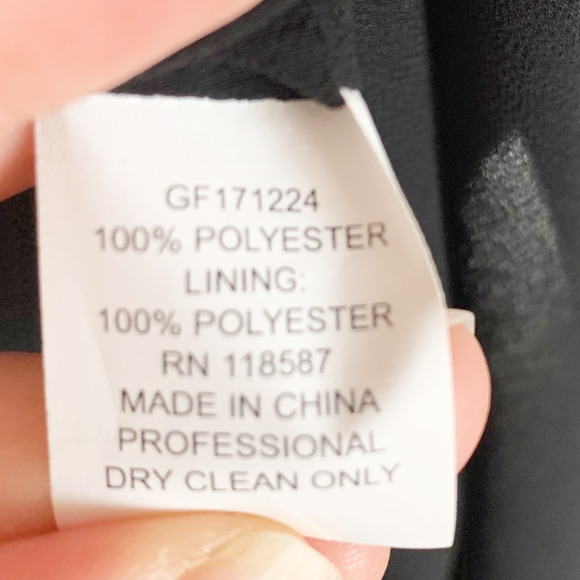 GF171224
100% POLYESTER
LINING:
100% POLYESTER
RN 118587
MADE IN CHINA
PROFESSIONAL
DRY CLEAN ONLY